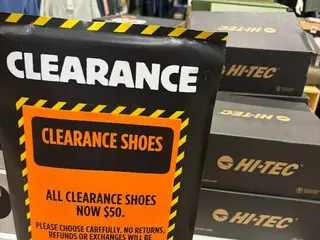 CLEARANCE
CLEARANCE SHOES
ALL CLEARANCE SHOES
NOW $50.
PLEASE CHOOSE CAREFULLY. NO RETURNS,
REFUNDS OR EXCHANGES WILL BE
HI-TEC
HI-TEC
HI-TEC
HI-TEC